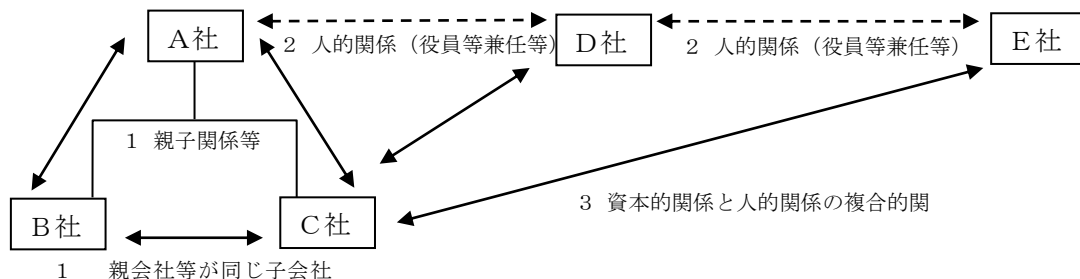 A社
2 人的関係(役員等兼任等)
D社
2 人的関係(役員等兼任等)
E社
1 親子関係等
3 資本的関係と人的関係の複合的関
B社
C社
1 親会社等が同じ子会社